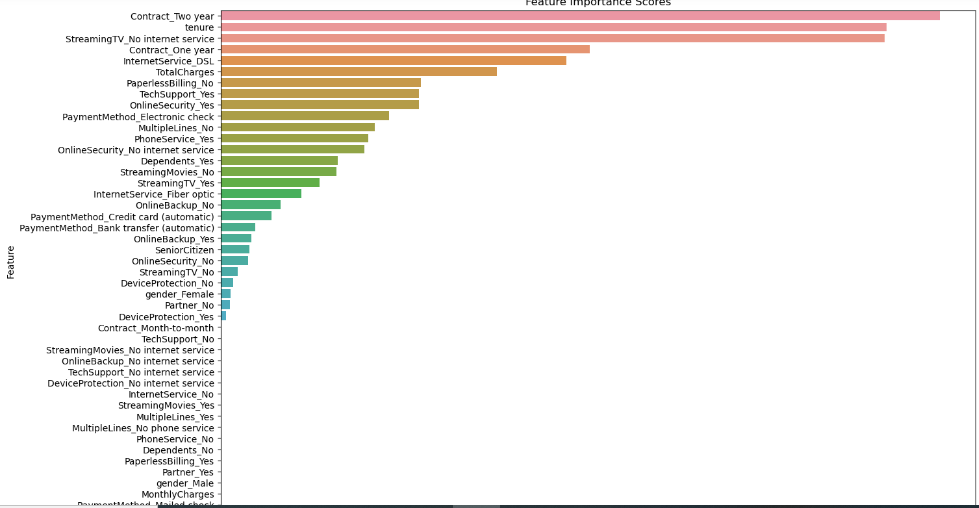 Feature Importance Scores
Contract_Two year
tenure
StreamingTV_No internet service
Contract_One year
InternetService_DSL
TotalCharges
PaperlessBilling_No
TechSupport_Yes
OnlineSecurity_Yes
PaymentMethod_Electronic check
MultipleLines_No
PhoneService_Yes
OnlineSecurity_No internet service
Dependents_Yes
StreamingMovies_No
StreamingTV_Yes
InternetService_Fiber optic
OnlineBackup_No
PaymentMethod_Credit card (automatic)
PaymentMethod_Bank transfer (automatic)
OnlineBackup_Yes
SeniorCitizen
OnlineSecurity_No
StreamingTV_No
DeviceProtection_No
gender_Female
Partner_No
DeviceProtection_Yes
Contract_Month-to-month
TechSupport_No
StreamingMovies_No internet service
OnlineBackup_No internet service
TechSupport_No internet service
DeviceProtection_No internet service
InternetService_No
StreamingMovies_Yes
MultipleLines_Yes
MultipleLines_No phone service
PhoneService_No
Dependents_No
PaperlessBilling_Yes
Partner_Yes
gender_Male
MonthlyCharges
PaymentMethod_Mailed check
Feature